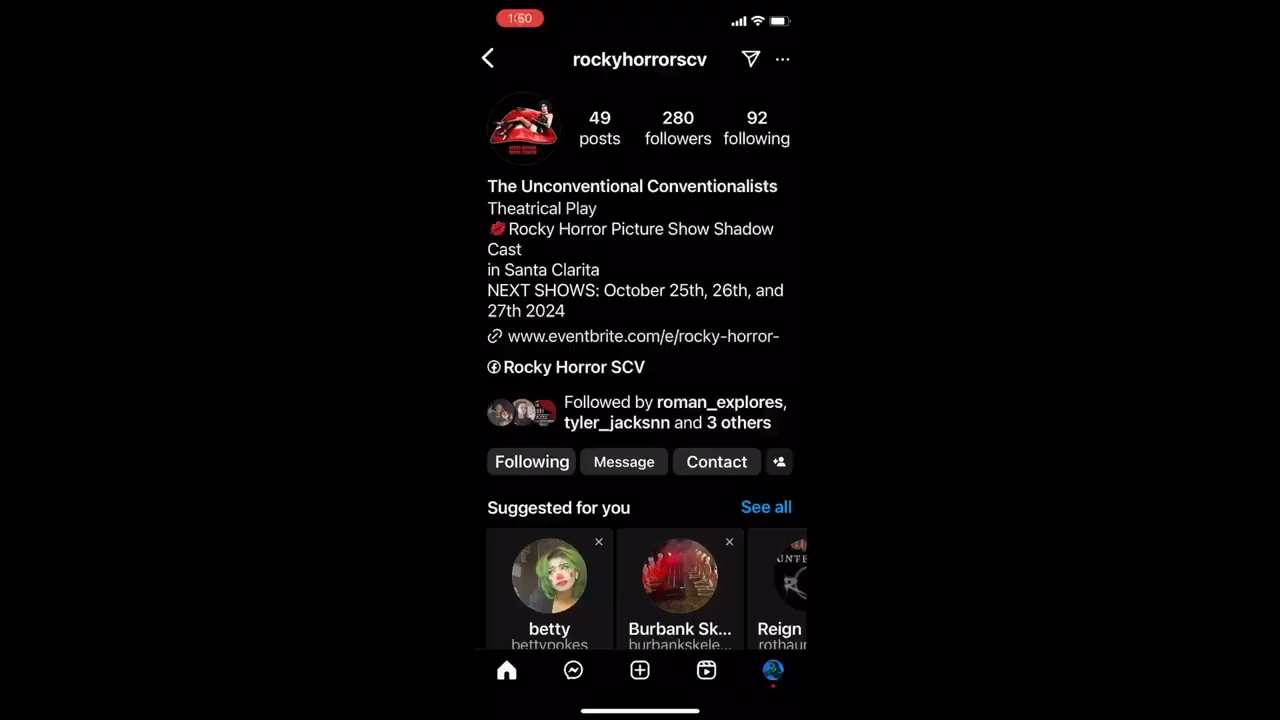 1:50
rockyhorrorscv
49 280 92
posts followers following
The Unconventional Conventionalists
Theatrical Play
💋Rocky Horror Picture Show Shadow
Cast
in Santa Clarita
NEXT SHOWS: October 25th, 26th, and
27th 2024
www.eventbrite.com/e/rocky-horror-
Rocky Horror SCV
Followed by roman_explores,
tyler_jacksnn and 3 others
Following Message Contact
Suggested for you See all
betty Burbank Sk... Reign
bettypokes burbankskele...